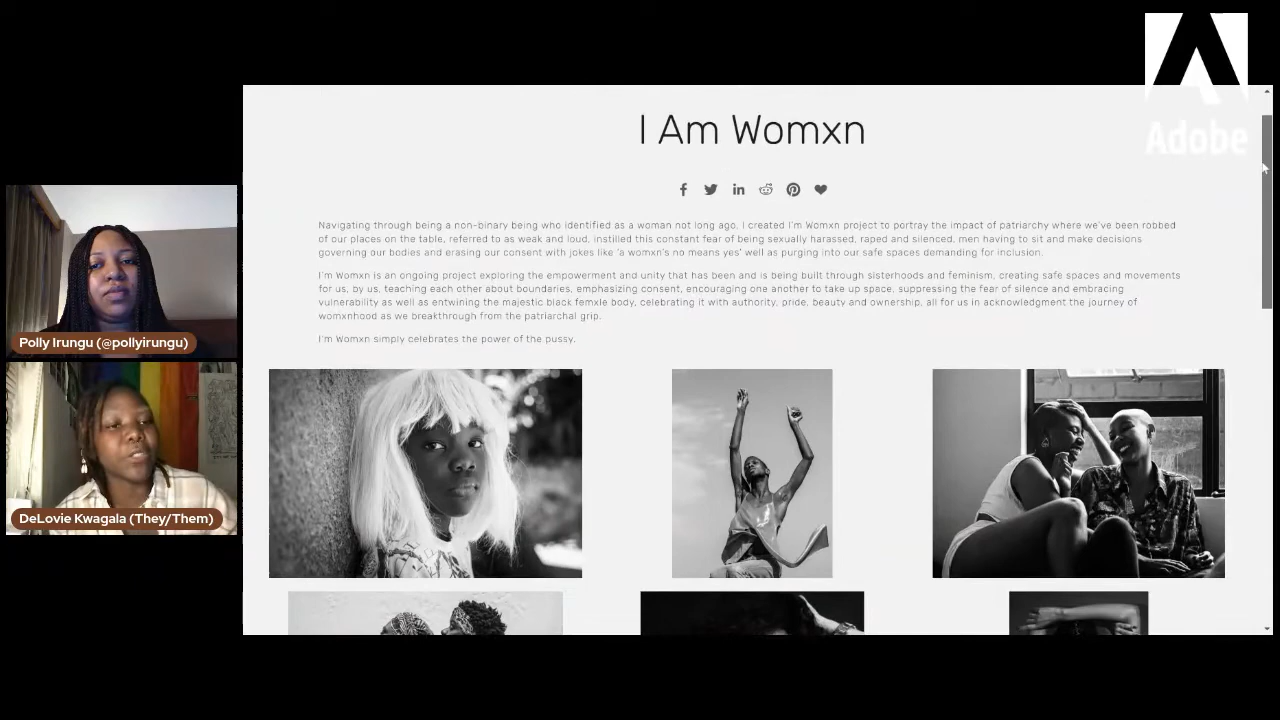 Adobe
I Am Womxn
Navigating through being a non-binary being who identified as a woman not long ago, I created I'm Womxn project to portray the impact of patriarchy where we've been robbed
of our places on the table, referred to as weak and loud, instilled this constant fear of being sexually harassed, raped and silenced, men having to sit and make decisions
governing our bodies and erasing our consent with jokes like 'a womxn's no means yes' well as purging into our safe spaces demanding for inclusion.
I'm Womxn is an ongoing project exploring the empowerment and unity that has been and is being built through sisterhoods and feminism, creating safe spaces and movements
for us, by us, teaching each other about boundaries, emphasizing consent, encouraging one another to take up space, suppressing the fear of silence and embracing
vulnerability as well as entwining the majestic black femxle body, celebrating it with authority, pride, beauty and ownership, all for us in acknowledgment the journey of
womxnhood as we breakthrough from the patriarchal grip.
I'm Womxn simply celebrates the power of the pussy.
Polly Irungu (@pollyirungu)
DeLovie Kwagala (They/Them)